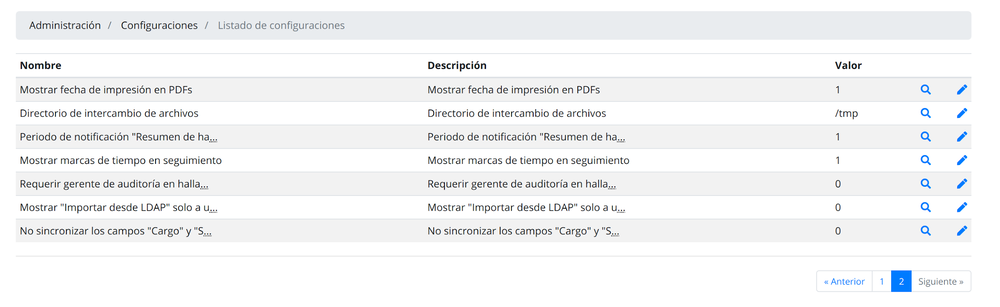 Administración / Configuraciones / Listado de configuraciones
Nombre Descripción Valor
Mostrar fecha de impresión en PDFs Mostrar fecha de impresión en PDFs 1
Directorio de intercambio de archivos Directorio de intercambio de archivos /tmp
Periodo de notificación "Resumen de ha... Periodo de notificación "Resumen de ha... 1
Mostrar marcas de tiempo en seguimiento Mostrar marcas de tiempo en seguimiento 1
Requerir gerente de auditoría en halla... Requerir gerente de auditoría en halla... 0
Mostrar "Importar desde LDAP" solo a u... Mostrar "Importar desde LDAP" solo a u... 0
No sincronizar los campos "Cargo" y "S... No sincronizar los campos "Cargo" y "S... 0
« Anterior 1 2 Siguiente »